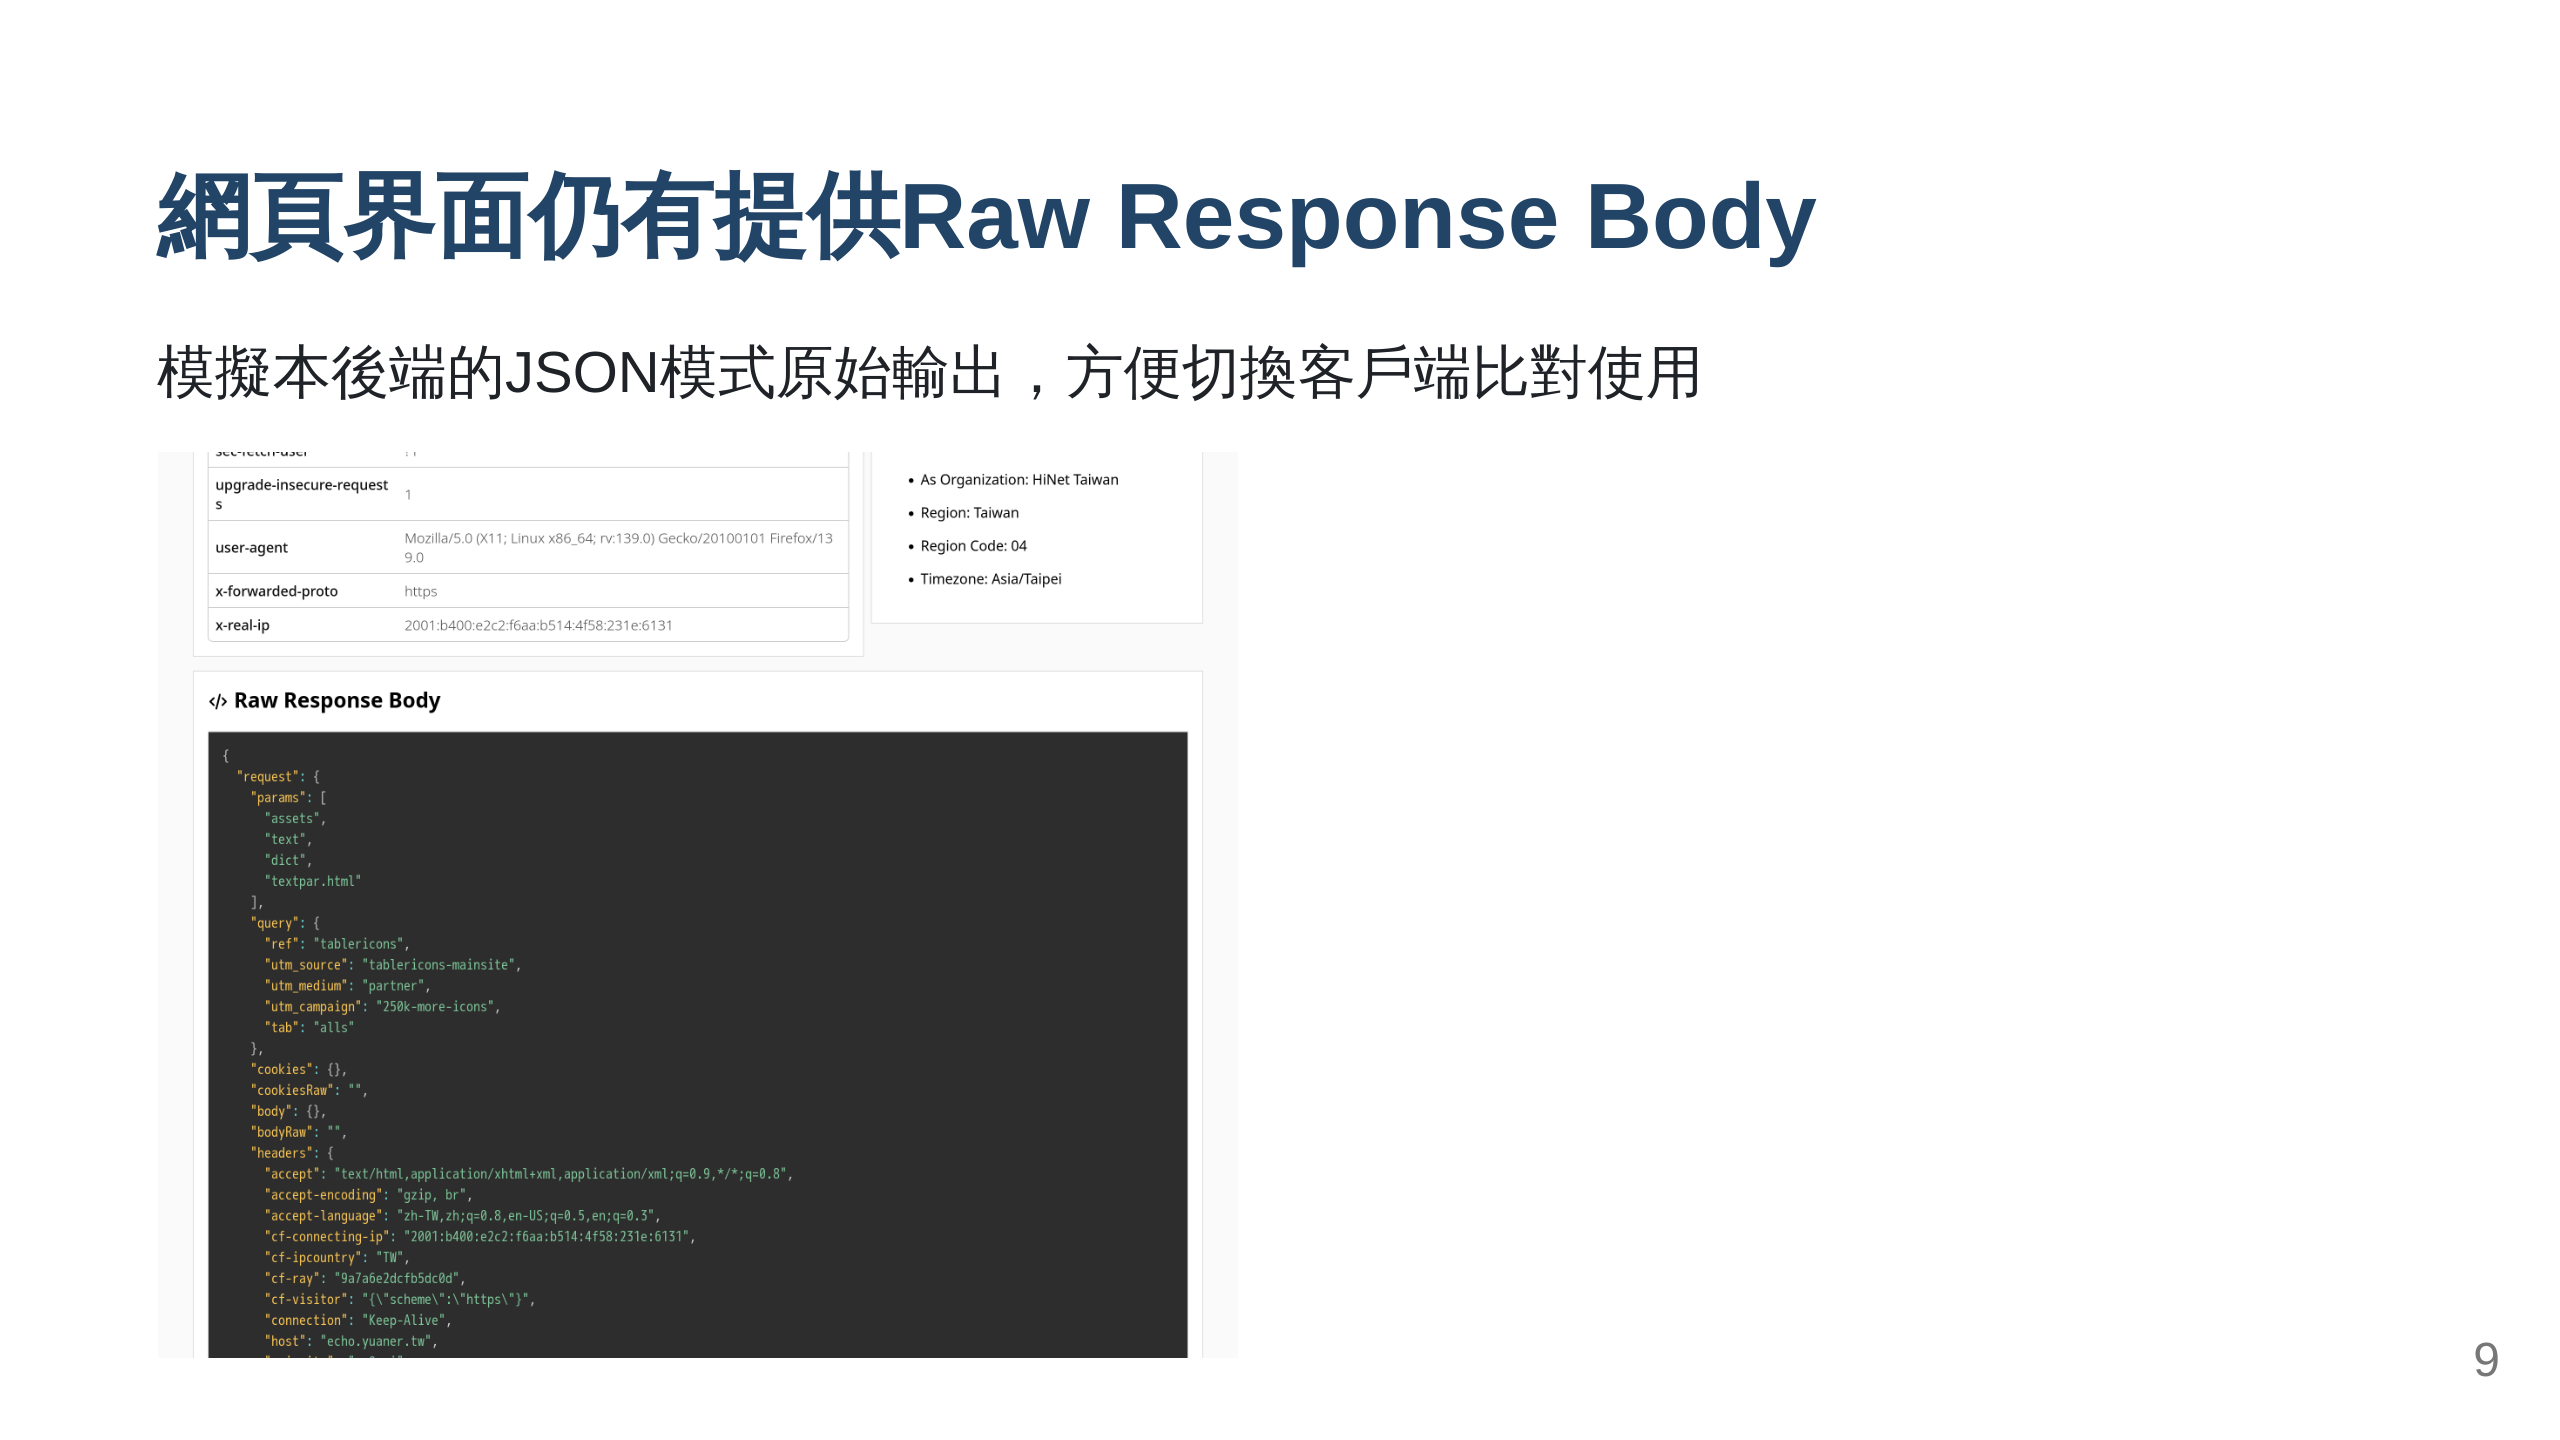 網頁界面仍有提供Raw Response Body
模擬本後端的JSON模式原始輸出，方便切換客戶端比對使用
upgrade-insecure-request
s
1
user-agent
Mozilla/5.0 (X11; Linux x86_64; rv:139.0) Gecko/20100101 Firefox/13
9.0
x-forwarded-proto
https
x-real-ip
2001:b400:e2c2:f6aa:b514:4f58:231e:6131
• As Organization: HiNet Taiwan
• Region: Taiwan
• Region Code: 04
• Timezone: Asia/Taipei
</> Raw Response Body
{
  "request": {
    "params": [
      "assets",
      "text",
      "dict",
      "textpar.html"
    ],
    "query": {
      "ref": "tablericons",
      "utm_source": "tablericons-mainsite",
      "utm_medium": "partner",
      "utm_campaign": "250k-more-icons",
      "tab": "alls"
    },
    "cookies": {},
    "cookiesRaw": "",
    "body": {},
    "bodyRaw": "",
    "headers": {
      "accept": "text/html,application/xhtml+xml,application/xml;q=0.9,*/*;q=0.8",
      "accept-encoding": "gzip, br",
      "accept-language": "zh-TW,zh;q=0.8,en-US;q=0.5,en;q=0.3",
      "cf-connecting-ip": "2001:b400:e2c2:f6aa:b514:4f58:231e:6131",
      "cf-ipcountry": "TW",
      "cf-ray": "9a7a6e2dcfb5dc0d",
      "cf-visitor": "{\"scheme\":\"https\"}",
      "connection": "Keep-Alive",
      "host": "echo.yuaner.tw",
9